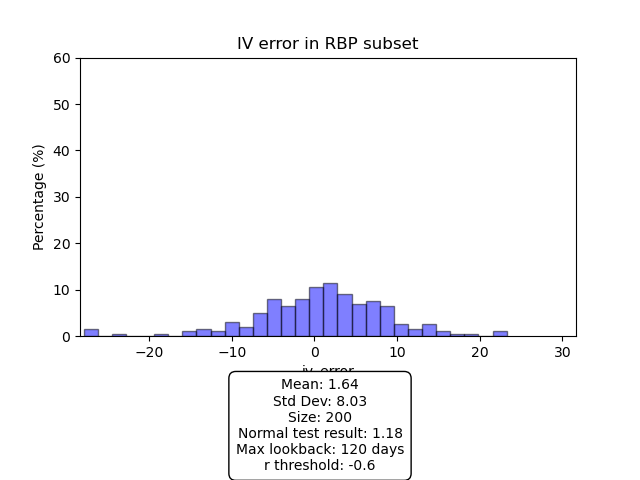 IV error in RBP subset
Percentage (%)
60
50
40
30
20
10
0
−20
−10
0
10
20
30
iv_error
Mean: 1.64
Std Dev: 8.03
Size: 200
Normal test result: 1.18
Max lookback: 120 days
r threshold: -0.6